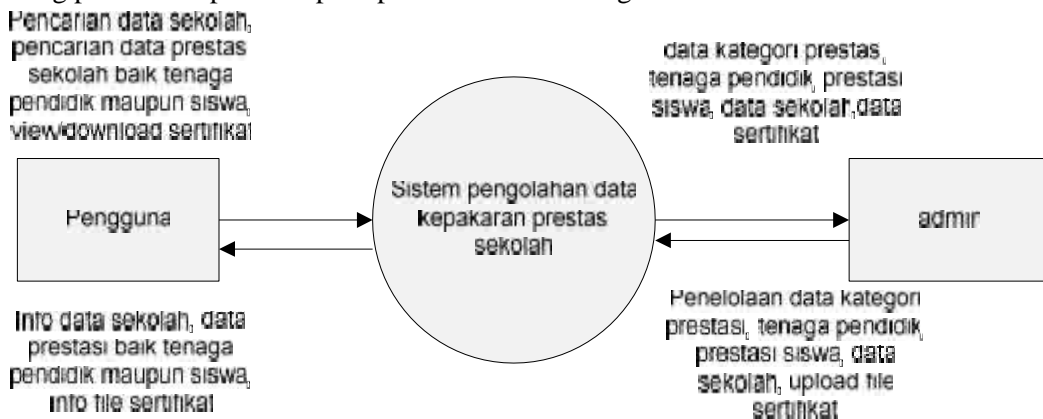 Pencarian data sekolah,
pencarian data prestas
sekolah baik tenaga
pendidik maupun siswa,
view/download sertifikat
data kategori prestas,
tenaga pendidik, prestasi
siswa, data sekolah,data
sertifikat
Pengguna
Sistem pengolahan data
kepakaran prestas
sekolah
admin
Info data sekolah, data
prestasi baik tenaga
pendidik maupun siswa,
info file sertifikat
Penelolaan data kategori
prestasi, tenaga pendidik,
prestasi siswa, data
sekolah, upload file
sertifikat